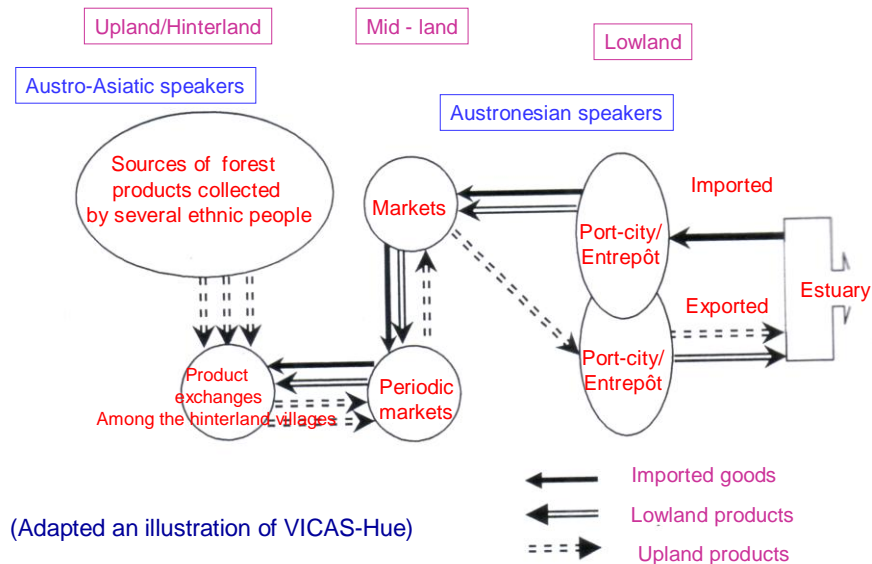 Upland/Hinterland
Mid - land
Lowland
Austro-Asiatic speakers
Austronesian speakers
Sources of forest
products collected
by several ethnic people
Markets
Port-city/
Entrepôt
Imported
Estuary
Exported
Port-city/
Entrepôt
Product
exchanges
Among the hinterland villages
Periodic
markets
Imported goods
Lowland products
Upland products
(Adapted an illustration of VICAS-Hue)